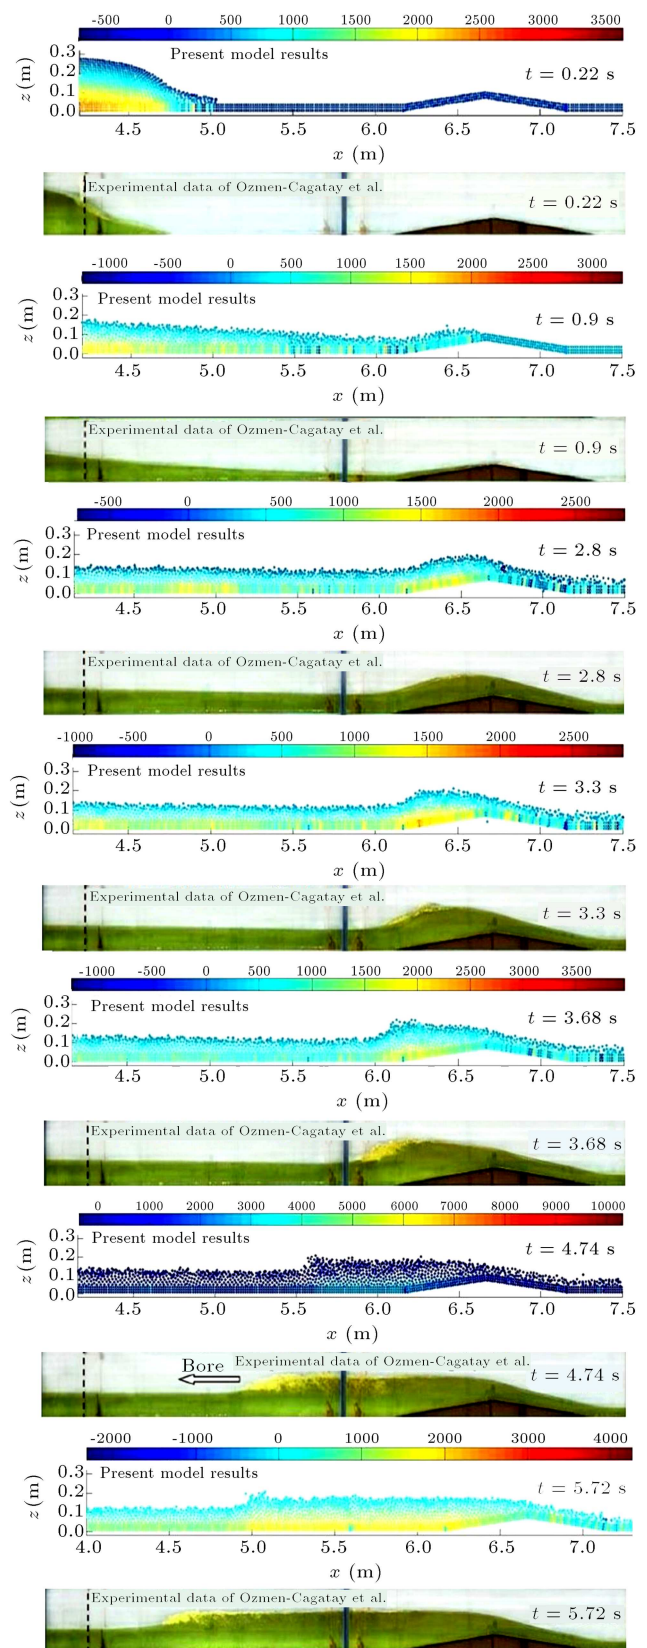 -500 0 500 1000 1500 2000 2500 3000 3500
Present model results
t = 0.22 s
z (m)
0.3
0.2
0.1
0.0
4.5 5.0 5.5 6.0 6.5 7.0 7.5
x (m)
Experimental data of Ozmen-Cagatay et al.
t = 0.22 s
-1000 -500 0 500 1000 1500 2000 2500 3000
Present model results
t = 0.9 s
z (m)
0.3
0.2
0.1
0.0
4.5 5.0 5.5 6.0 6.5 7.0 7.5
x (m)
Experimental data of Ozmen-Cagatay et al.
t = 0.9 s
-500 0 500 1000 1500 2000 2500
Present model results
t = 2.8 s
z (m)
0.3
0.2
0.1
0.0
4.5 5.0 5.5 6.0 6.5 7.0 7.5
x (m)
Experimental data of Ozmen-Cagatay et al.
t = 2.8 s
-1000 -500 0 500 1000 1500 2000 2500
Present model results
t = 3.3 s
z (m)
0.3
0.2
0.1
0.0
4.5 5.0 5.5 6.0 6.5 7.0 7.5
x (m)
Experimental data of Ozmen-Cagatay et al.
t = 3.3 s
-1000 -500 0 500 1000 1500 2000 2500 3000 3500
Present model results
t = 3.68 s
z (m)
0.3
0.2
0.1
0.0
4.5 5.0 5.5 6.0 6.5 7.0 7.5
x (m)
Experimental data of Ozmen-Cagatay et al.
t = 3.68 s
0 1000 2000 3000 4000 5000 6000 7000 8000 9000 10000
Present model results
t = 4.74 s
z (m)
0.3
0.2
0.1
0.0
4.5 5.0 5.5 6.0 6.5 7.0 7.5
x (m)
Bore
Experimental data of Ozmen-Cagatay et al.
t = 4.74 s
-2000 -1000 0 1000 2000 3000 4000
Present model results
t = 5.72 s
z (m)
0.3
0.2
0.1
0.0
4.0 4.5 5.0 5.5 6.0 6.5 7.0
x (m)
Experimental data of Ozmen-Cagatay et al.
t = 5.72 s